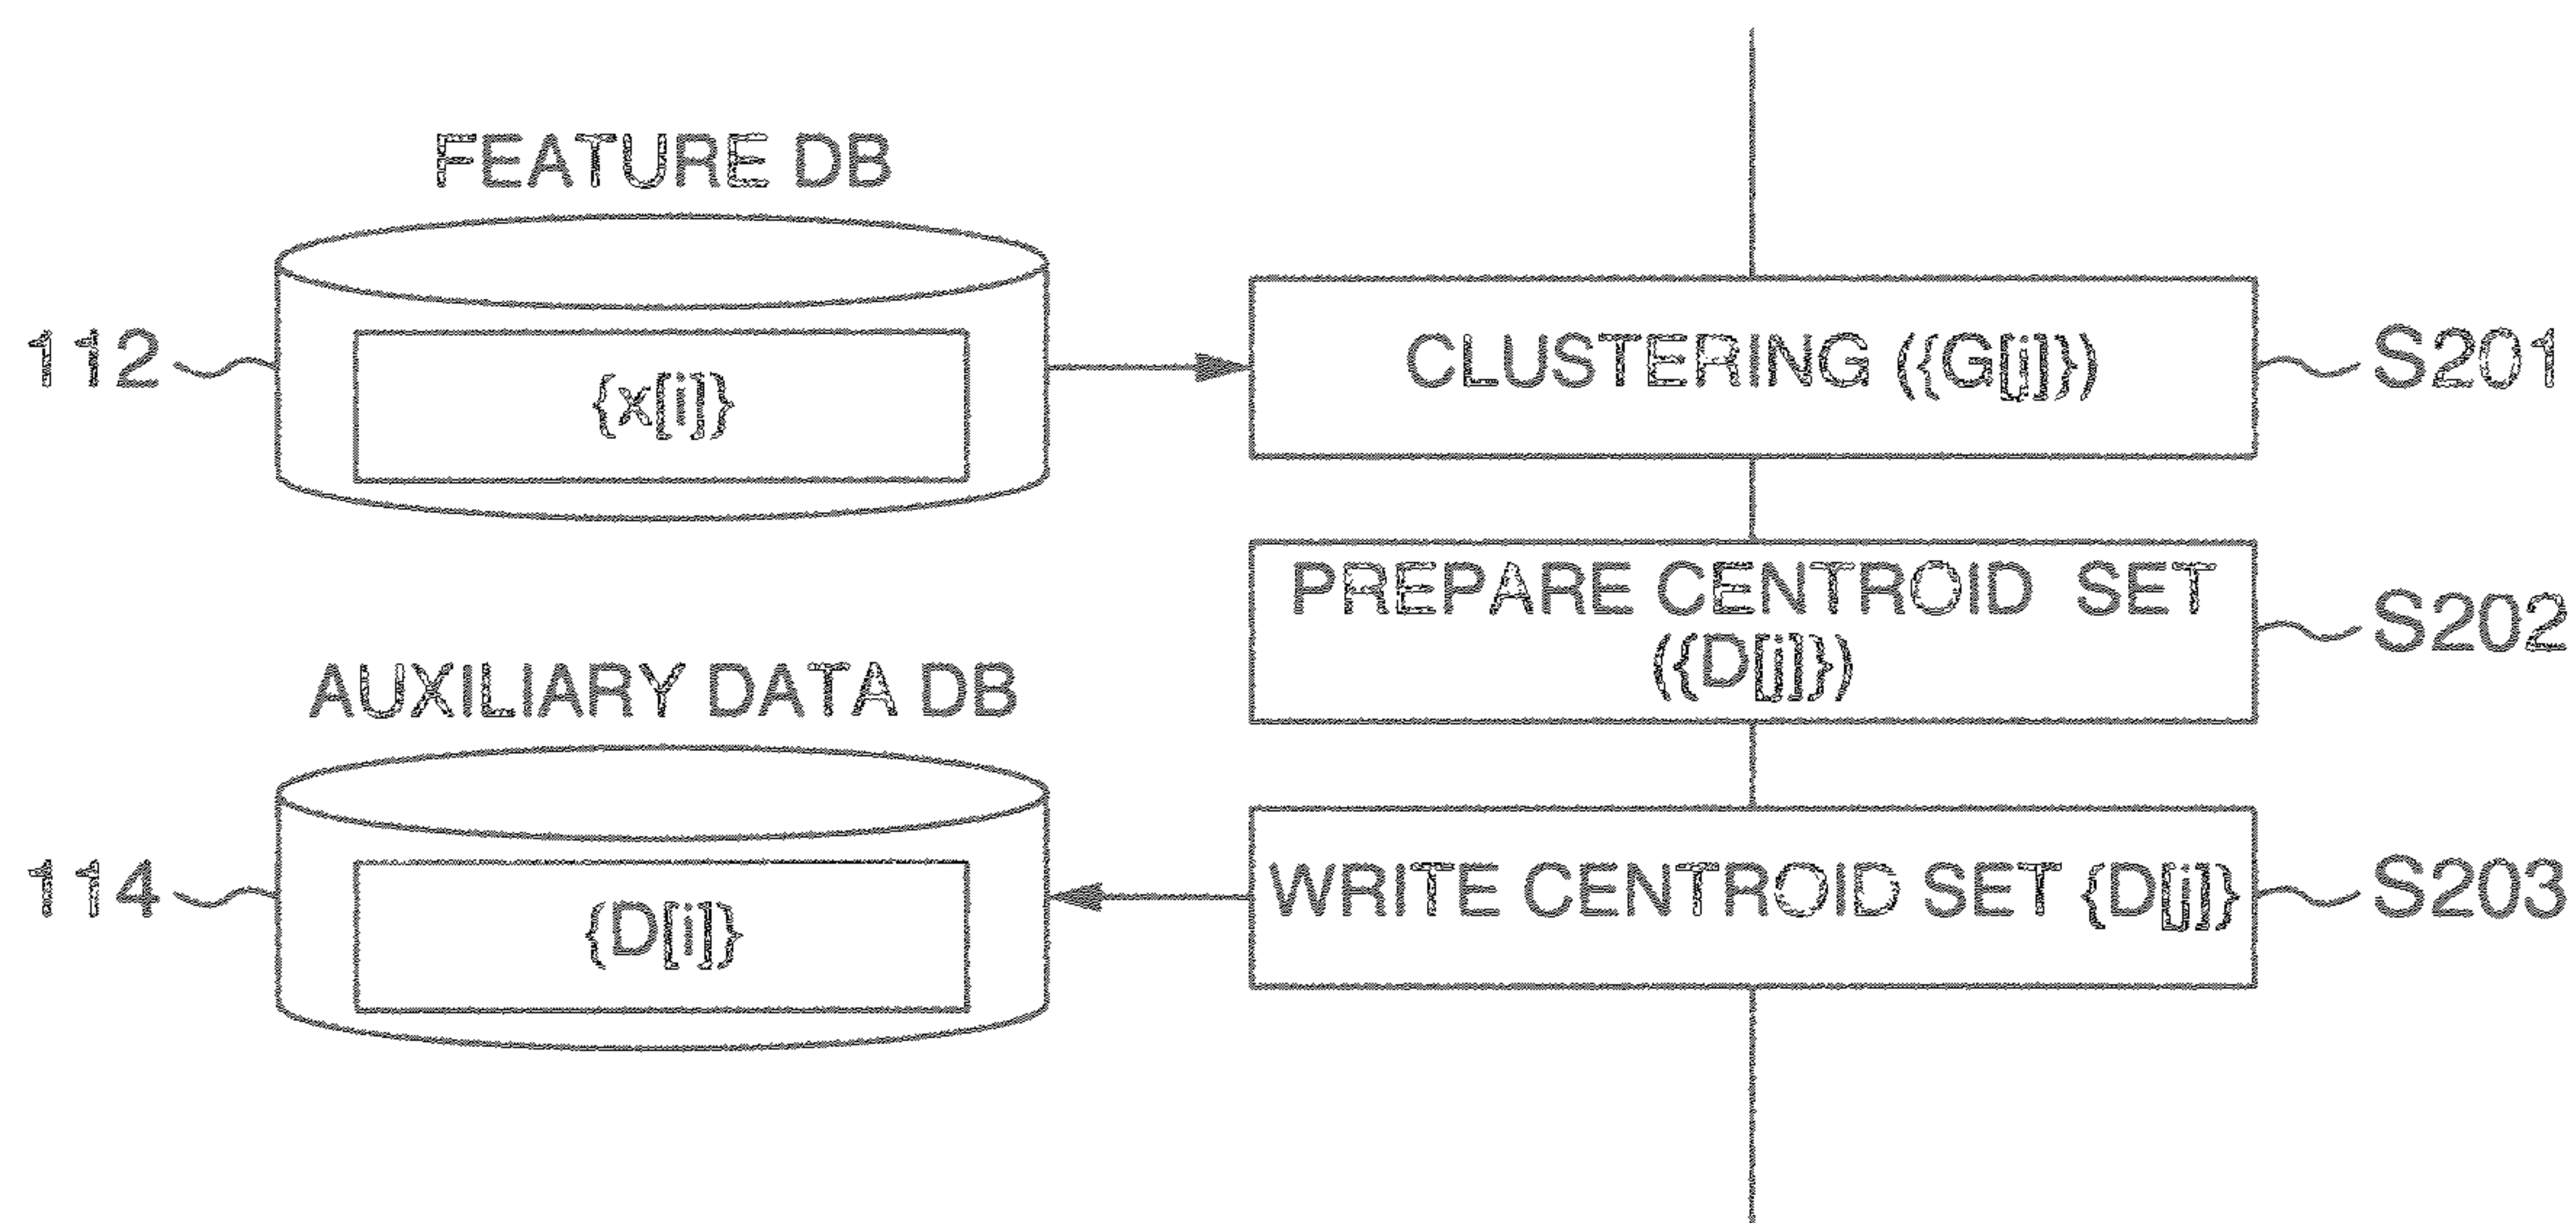 FEATURE DB
112
{x[i]}
CLUSTERING ({G[j]})
S201
PREPARE CENTROID SET
({D[j]})
S202
AUXILIARY DATA DB
114
{D[i]}
WRITE CENTROID SET {D[j]}
S203